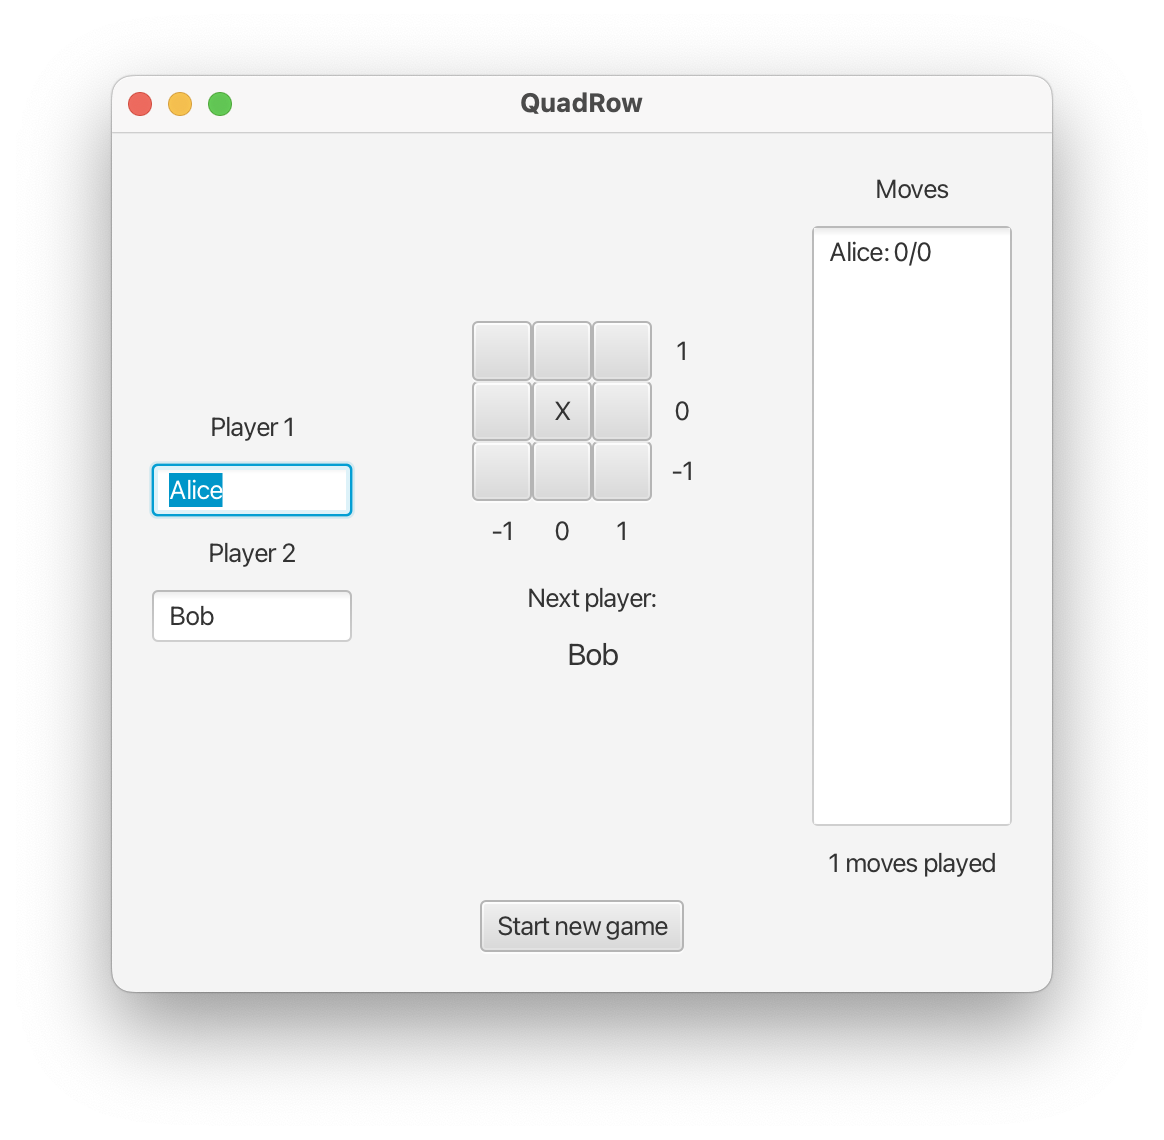 QuadRow
Player 1
Alice
Player 2
Bob
1
X
0
-1
-1 0 1
Next player:
Bob
Moves
Alice: 0/0
1 moves played
Start new game